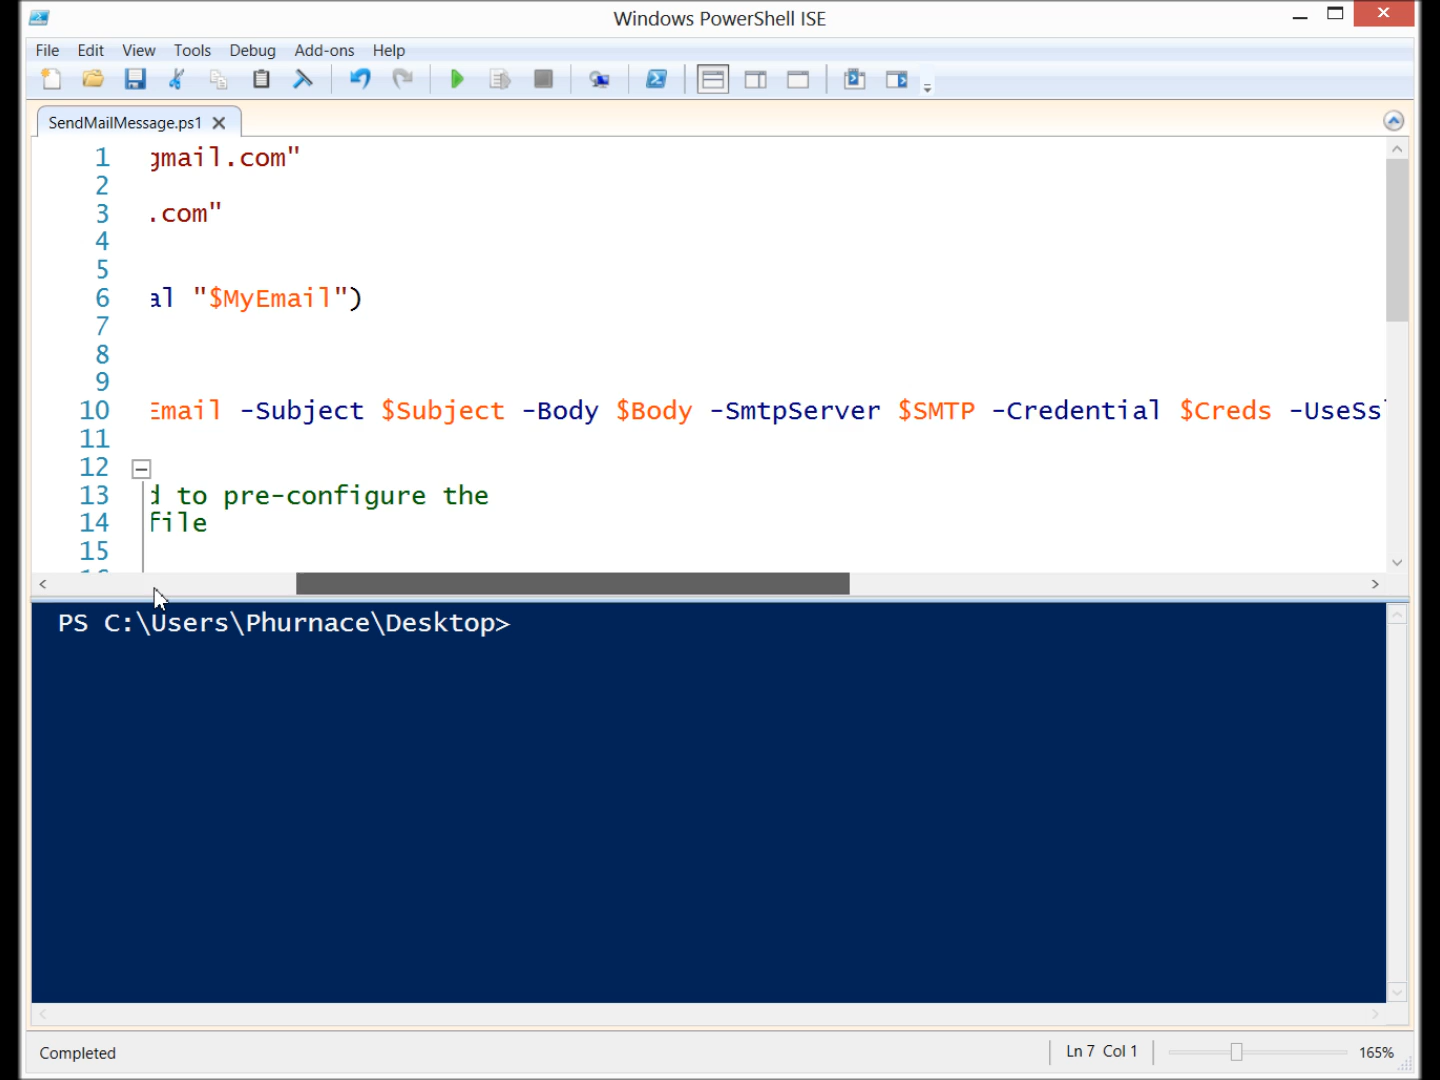 Windows PowerShell ISE
File Edit View Tools Debug Add-ons Help
SendMailMessage.ps1
1 gmail.com"
2
3 .com"
4
5
6 al "$MyEmail")
7
8
9
10 Email -Subject $Subject -Body $Body -SmtpServer $SMTP -Credential $Creds -UseSsl
11
12
13 d to pre-configure the
14 file
15
PS C:\Users\Phurnace\Desktop>
Completed
Ln 7 Col 1
165%